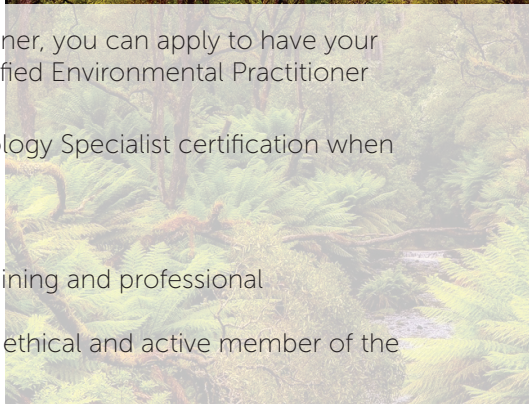 ner, you can apply to have your
fied Environmental Practitioner
ology Specialist certification when
ining and professional
ethical and active member of the